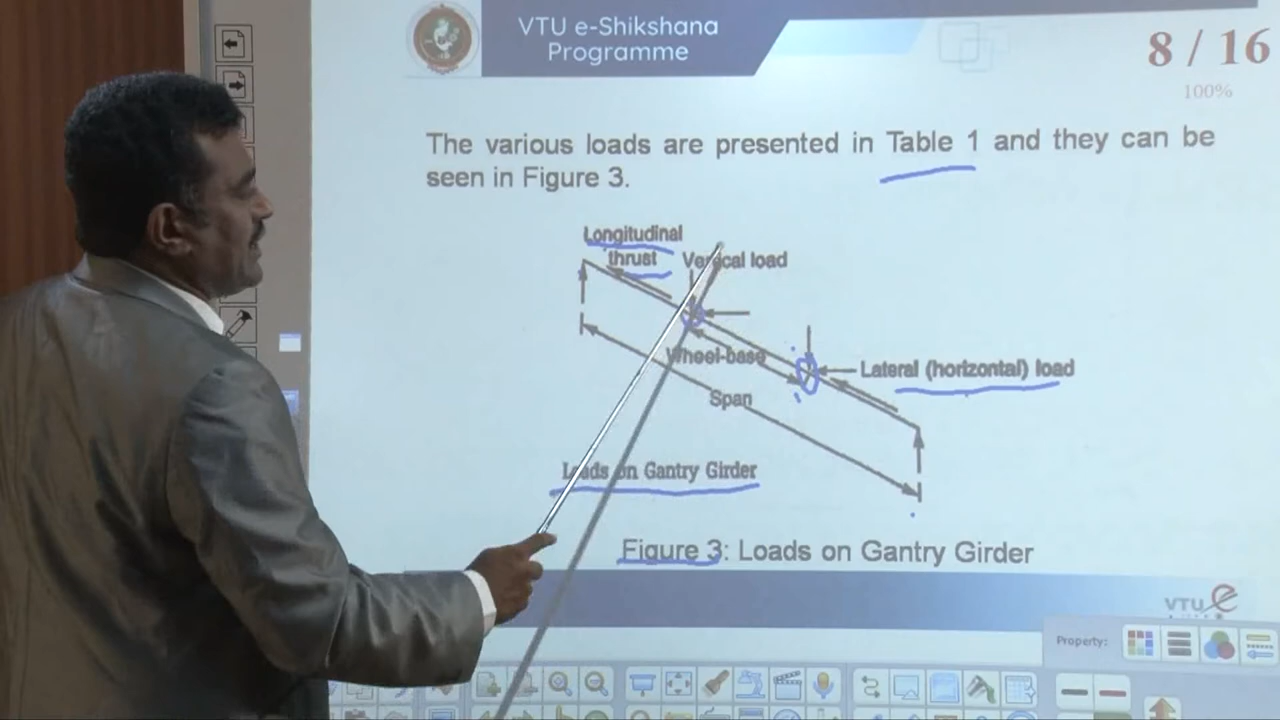 VTU e-Shikshana
Programme
8 / 16
100%
The various loads are presented in Table 1 and they can be
seen in Figure 3.
Longitudinal
thrust
Vertical load
Wheel-base
Lateral (horizontal) load
Span
Loads on Gantry Girder
Figure 3: Loads on Gantry Girder
VTU e
Property: